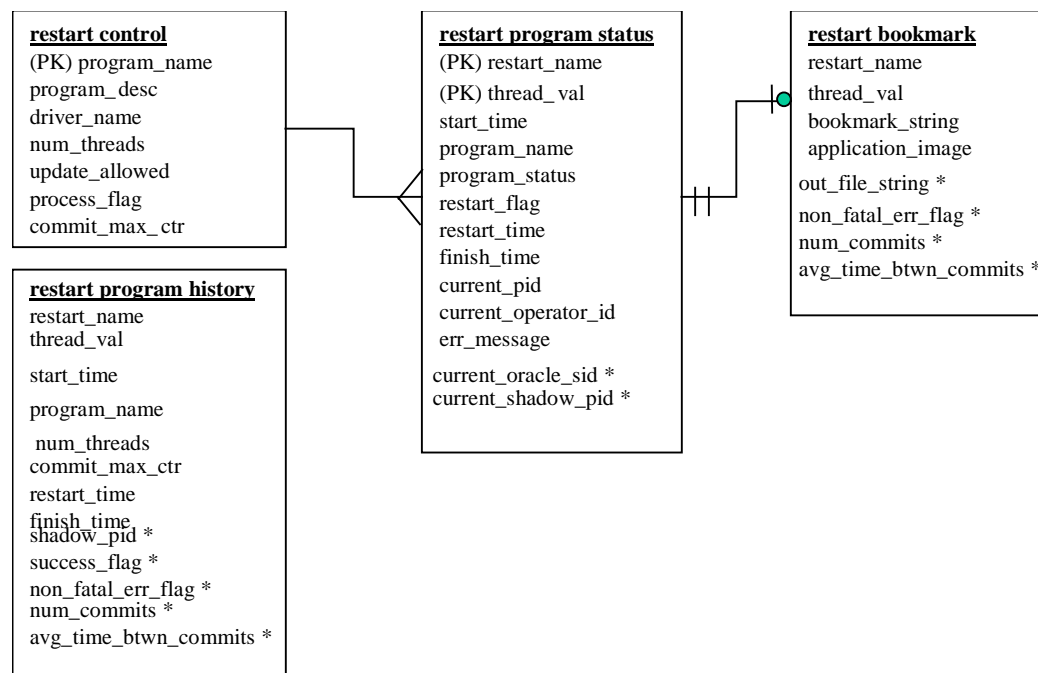 restart control
(PK) program_name
program_desc
driver_name
num_threads
update_allowed
process_flag
commit_max_ctr
restart program history
restart_name
thread_val
start_time
program_name
num_threads
commit_max_ctr
restart_time
finish_time
shadow_pid *
success_flag *
non_fatal_err_flag *
num_commits *
avg_time_btwn_commits *
restart program status
(PK) restart_name
(PK) thread_val
start_time
program_name
program_status
restart_flag
restart_time
finish_time
current_pid
current_operator_id
err_message
current_oracle_sid *
current_shadow_pid *
restart bookmark
restart_name
thread_val
bookmark_string
application_image
out_file_string *
non_fatal_err_flag *
num_commits *
avg_time_btwn_commits *